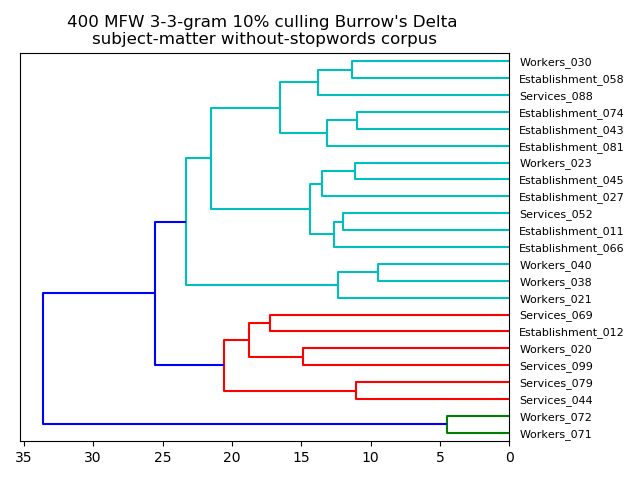 400 MFW 3-3-gram 10% culling Burrow's Delta
subject-matter without-stopwords corpus
Workers_030
Establishment_058
Services_088
Establishment_074
Establishment_043
Establishment_081
Workers_023
Establishment_045
Establishment_027
Services_052
Establishment_011
Establishment_066
Workers_040
Workers_038
Workers_021
Services_069
Establishment_012
Workers_020
Services_099
Services_079
Services_044
Workers_072
Workers_071
35 30 25 20 15 10 5 0